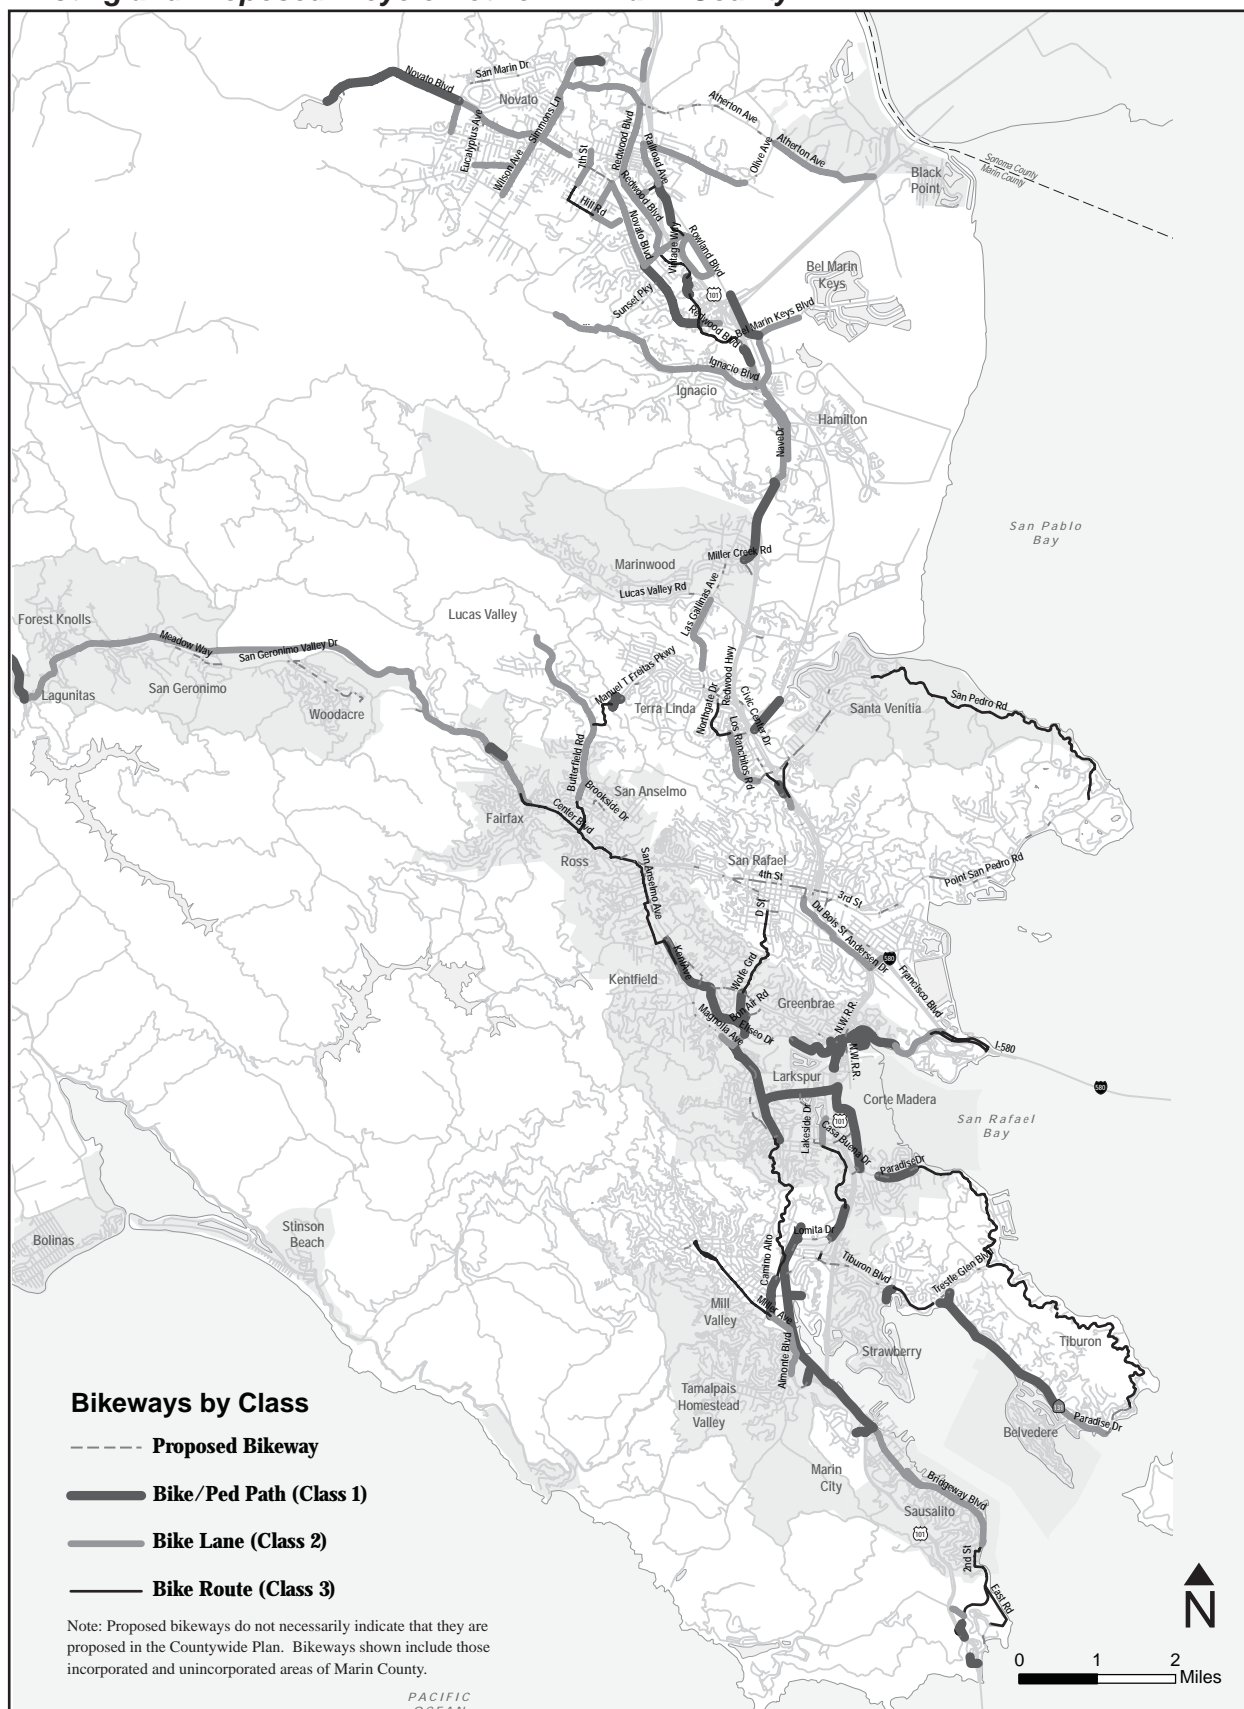 San Marin Dr
Novato Blvd
Novato
Simmons Ln
Eucalyptus Ave
Wilson Ave
7th St
Redwood Blvd
Railroad Ave
Atherton Ave
Olive Ave
Atherton Ave
Sonoma County
Marin County
Black
Point
Hill Rd
Redwood Blvd
Novato Blvd
Vintage Way
Rowland Blvd
Bel Marin
Keys
Sunset Pky
101
Redwood Blvd
Bel Marin Keys Blvd
...
Ignacio Blvd
Ignacio
Hamilton
Nave Dr
San Pablo
Bay
Miller Creek Rd
Marinwood
Lucas Valley Rd
Las Gallinas Ave
Lucas Valley
Forest Knolls
Meadow Way
San Geronimo Valley Dr
Lagunitas
San Geronimo
Woodacre
Manuel T Freitas Pkwy
Terra Linda
Northgate Dr
Redwood Hwy
Civic Center Dr
Los Ranchitos Rd
Santa Venitia
San Pedro Rd
Butterfield Rd
Brookside Dr
San Anselmo
Fairfax
Center Blvd
Ross
San Anselmo Ave
San Rafael
4th St
3rd St
D St
Point San Pedro Rd
Du Bois St
Andersen Dr
580
Francisco Blvd
Kentfield
Kent Ave
Wolfe Grd
Bon Air Rd
Greenbrae
Magnolia Ave
Eliseo Dr
N.W.R.R.
N.W.R.R.
I-580
580
Larkspur
Corte Madera
San Rafael
Bay
Lakeside Dr
101
Casa Buena Dr
Paradise Dr
Bolinas
Stinson
Beach
Lomita Dr
Camino Alto
Tiburon Blvd
Trestle Glen Blvd
Mill
Valley
Miller Ave
Almonte Blvd
Strawberry
Tiburon
Tamalpais
Homestead
Valley
131
Paradise Dr
Belvedere
Marin
City
Bridgeway Blvd
Sausalito
101
2nd St
East Rd
Bikeways by Class
Proposed Bikeway
Bike/Ped Path (Class 1)
Bike Lane (Class 2)
Bike Route (Class 3)
Note: Proposed bikeways do not necessarily indicate that they are
proposed in the Countywide Plan. Bikeways shown include those
incorporated and unincorporated areas of Marin County.
N
0 1 2
Miles
PACIFIC